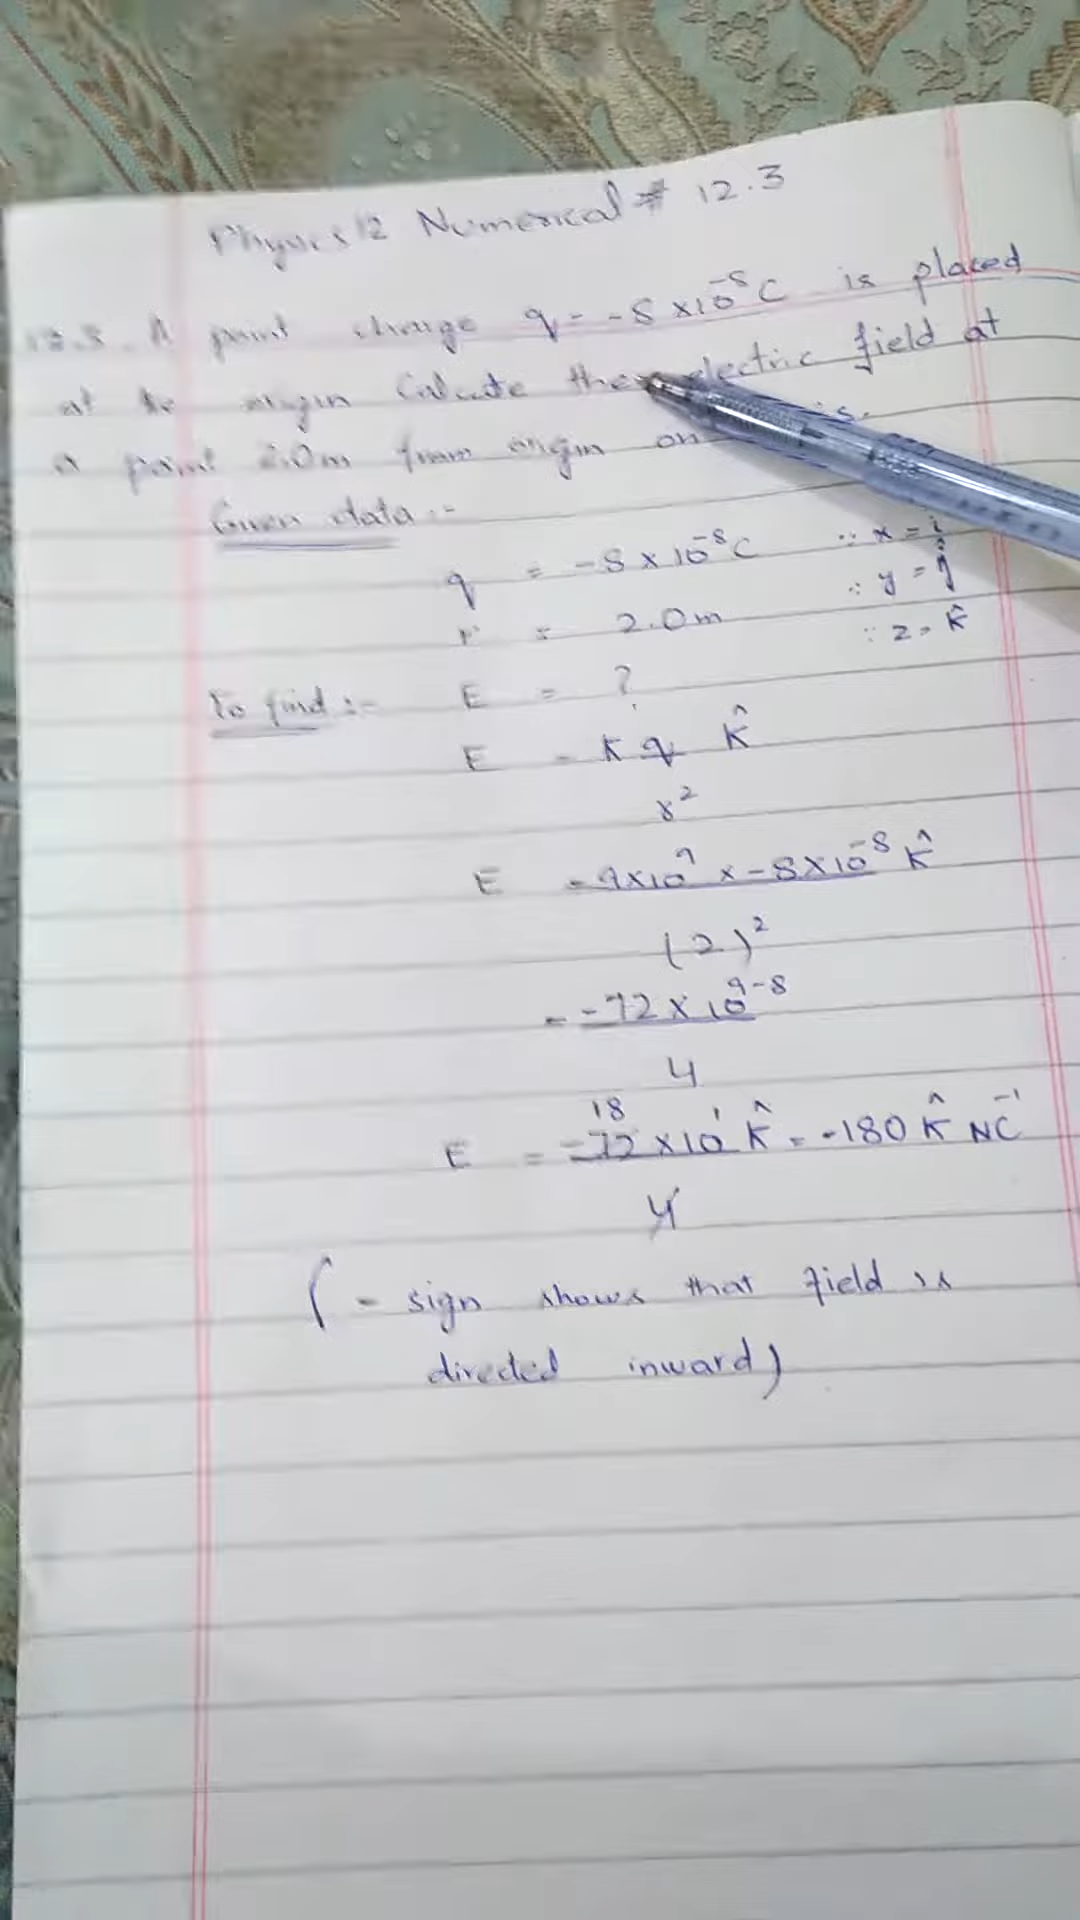 Physics 12 Numerical # 12.3
12.3. A point charge q = -8 x 10⁻⁸ C is placed
at the origin Calcute the electric field at
a point 2.0m from origin on is.
Given data :-
q = -8 x 10⁻⁸ C ∵ x = î
r = 2.0m ∵ y = ĵ
∵ z = k̂
To find :- E = ?
E = K q k̂
r²
E = 9x10⁹ x -8x10⁻⁸ k̂
(2)²
= -72 x 10⁹⁻⁸
4
18
E = -72 x 10¹ k̂ = -180 k̂ NC⁻¹
4
( - sign shows that field is
directed inward)